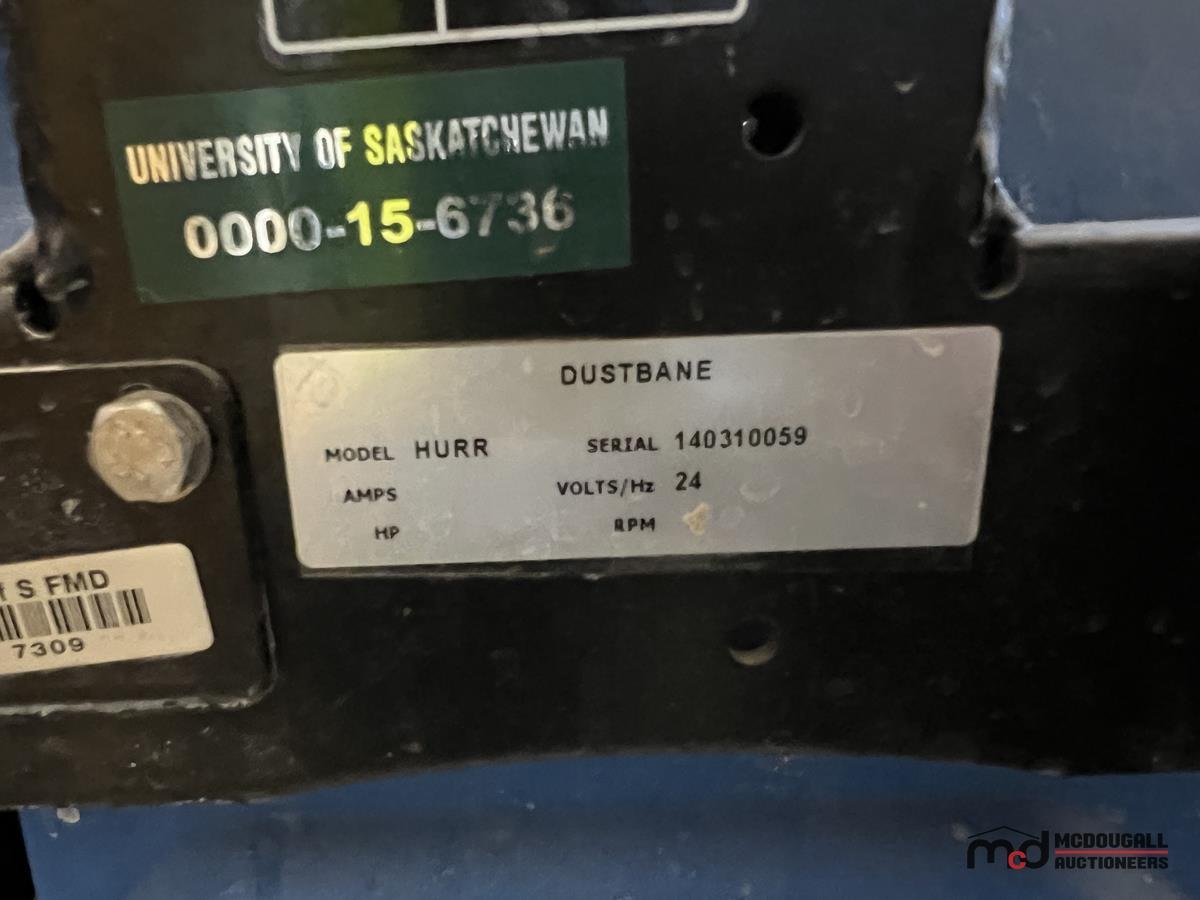 UNIVERSITY OF SASKATCHEWAN
0000-15-6736
DUSTBANE
MODEL HURR SERIAL 140310059
AMPS VOLTS/Hz 24
HP RPM
S FMD
7309
mcd MCDOUGALL
AUCTIONEERS